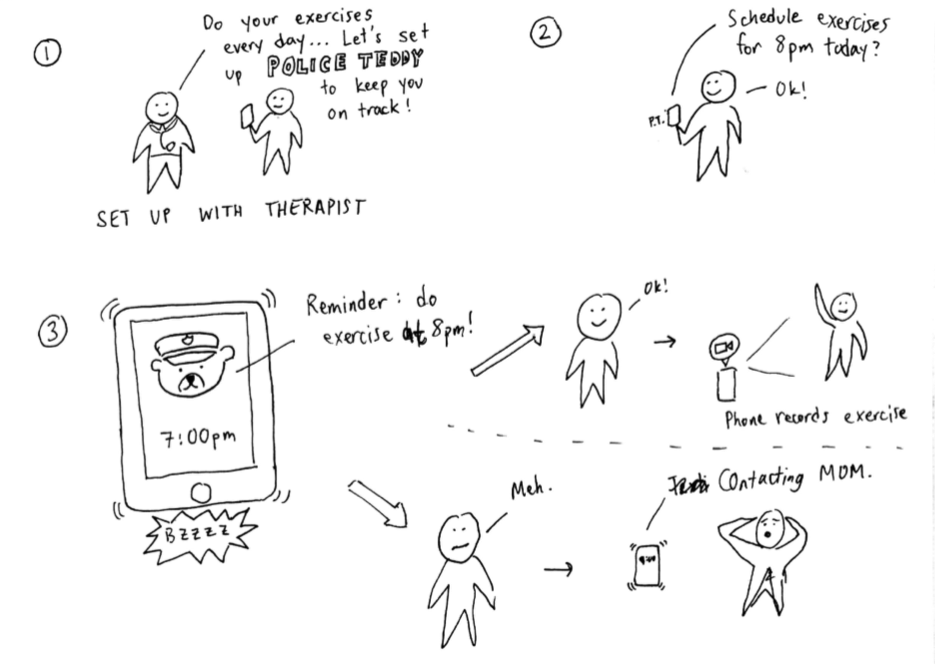 ①
Do your exercises
every day... Let's set
up POLICE TEDDY
to keep you
on track!
SET UP WITH THERAPIST
②
Schedule exercises
for 8pm today?
Ok!
P.T.
③
Reminder: do
exercise at 8pm!
7:00pm
BZZZZ
Ok!
Phone records exercise
Meh.
Contacting MOM.